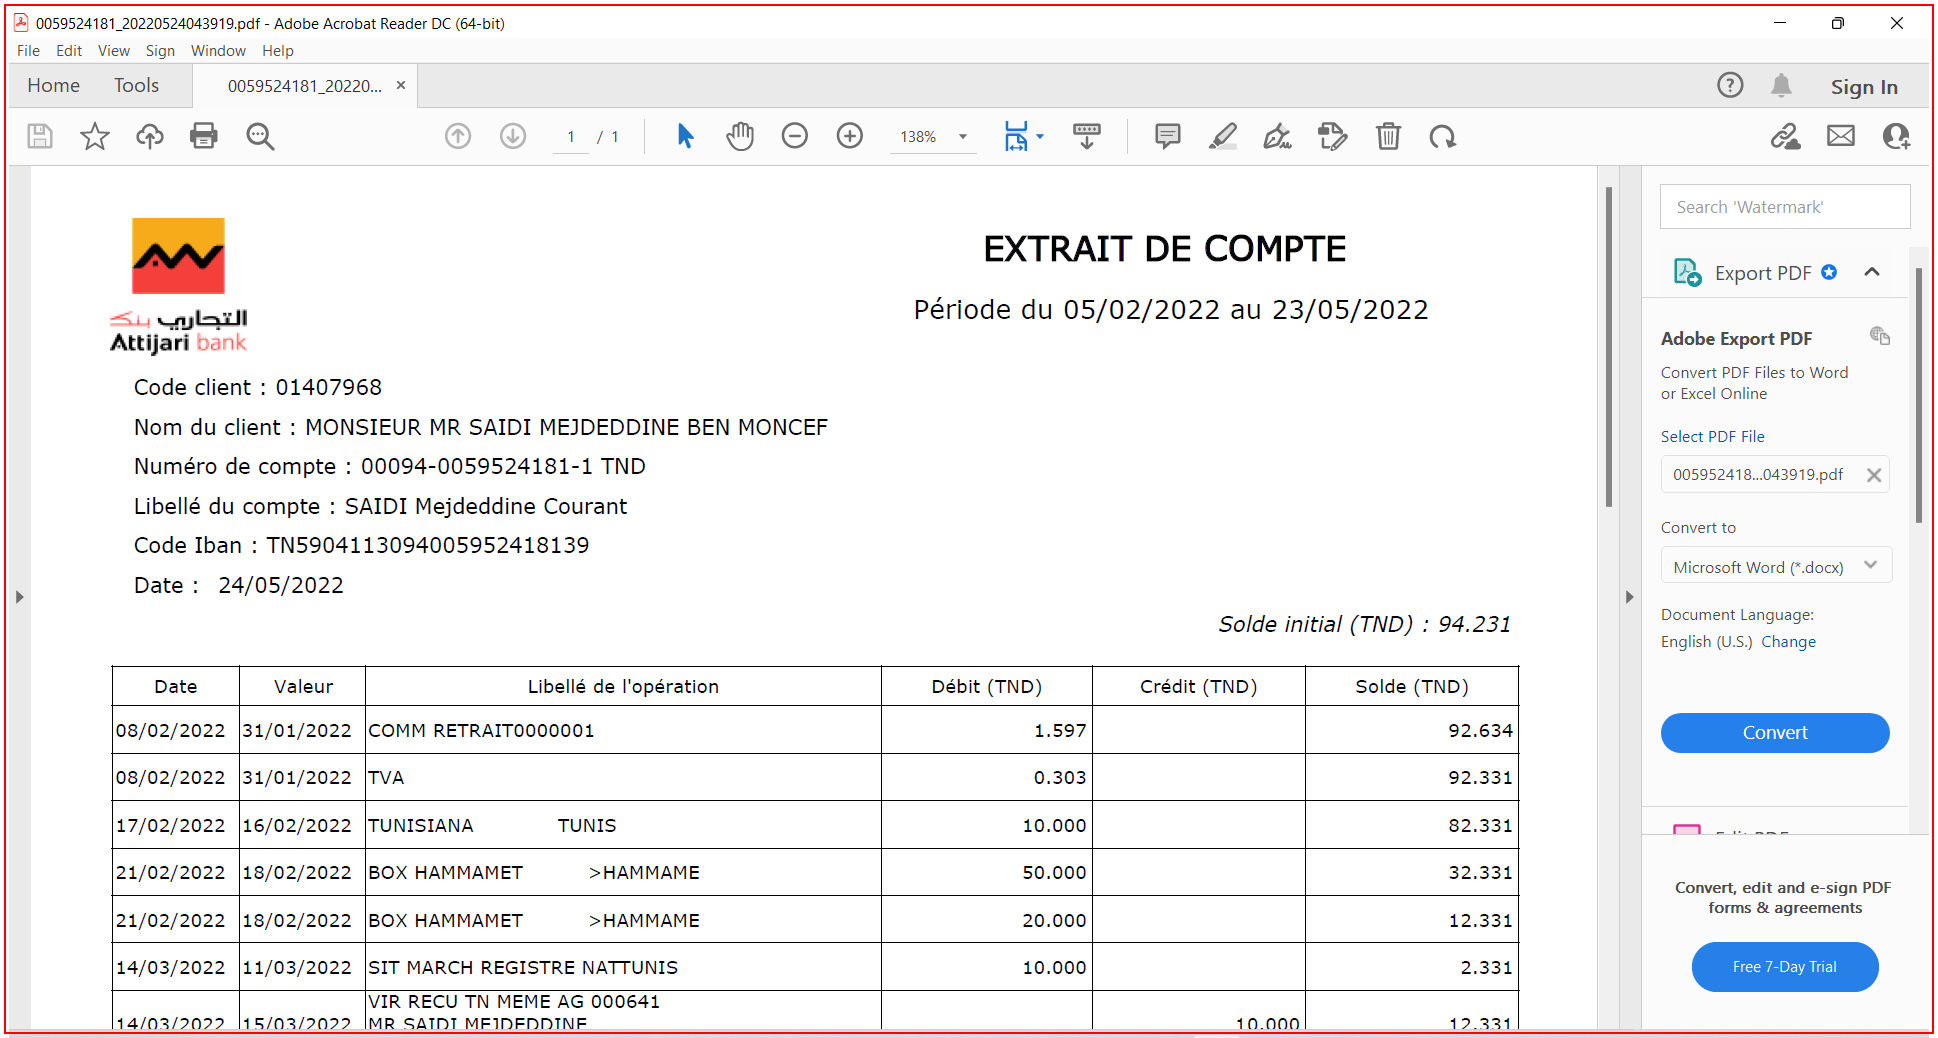 0059524181_20220524043919.pdf - Adobe Acrobat Reader DC (64-bit)
File Edit View Sign Window Help
Home Tools 0059524181_20220... × Sign In
1 / 1 138%
Search 'Watermark'
Export PDF
Adobe Export PDF
Convert PDF Files to Word
or Excel Online
Select PDF File
005952418...043919.pdf
Convert to
Microsoft Word (*.docx)
Document Language:
English (U.S.) Change
Convert
Edit PDF
Convert, edit and e-sign PDF
forms & agreements
Free 7-Day Trial
التجاري بنك
Attijari bank
EXTRAIT DE COMPTE
Période du 05/02/2022 au 23/05/2022
Code client : 01407968
Nom du client : MONSIEUR MR SAIDI MEJDEDDINE BEN MONCEF
Numéro de compte : 00094-0059524181-1 TND
Libellé du compte : SAIDI Mejdeddine Courant
Code Iban : TN5904113094005952418139
Date : 24/05/2022
Solde initial (TND) : 94.231
Date Valeur Libellé de l'opération Débit (TND) Crédit (TND) Solde (TND)
08/02/2022 31/01/2022 COMM RETRAIT0000001 1.597 92.634
08/02/2022 31/01/2022 TVA 0.303 92.331
17/02/2022 16/02/2022 TUNISIANA TUNIS 10.000 82.331
21/02/2022 18/02/2022 BOX HAMMAMET >HAMMAME 50.000 32.331
21/02/2022 18/02/2022 BOX HAMMAMET >HAMMAME 20.000 12.331
14/03/2022 11/03/2022 SIT MARCH REGISTRE NATTUNIS 10.000 2.331
VIR RECU TN MEME AG 000641
14/03/2022 15/03/2022 MR SAIDI MEJDEDDINE 10.000 12.331